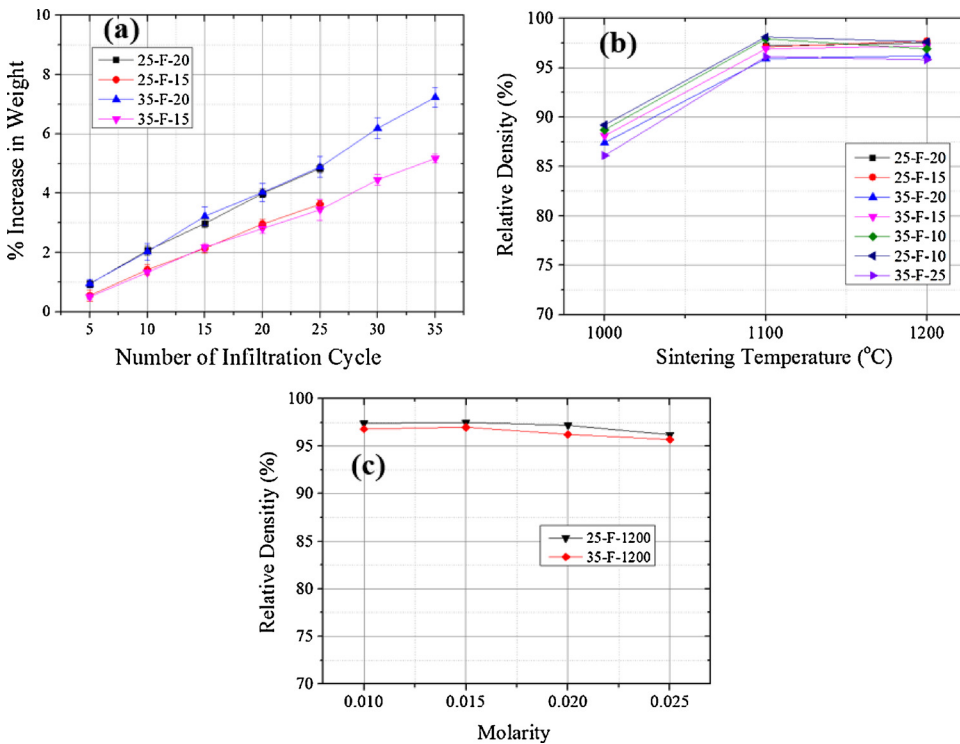 (a)
% Increase in Weight
8
6
4
2
0
25-F-20
25-F-15
35-F-20
35-F-15
5 10 15 20 25 30 35
Number of Infiltration Cycle
(b)
Relative Density (%)
100
95
90
85
80
75
70
25-F-20
25-F-15
35-F-20
35-F-15
35-F-10
25-F-10
35-F-25
1000 1100 1200
Sintering Temperature (°C)
(c)
Relative Densitiy (%)
100
95
90
85
80
75
70
25-F-1200
35-F-1200
0.010 0.015 0.020 0.025
Molarity